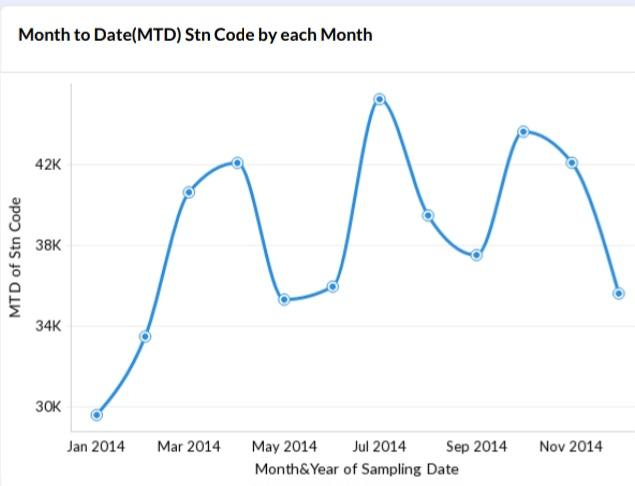 Month to Date(MTD) Stn Code by each Month
MTD of Stn Code
42K
38K
34K
30K
Jan 2014 Mar 2014 May 2014 Jul 2014 Sep 2014 Nov 2014
Month&Year of Sampling Date